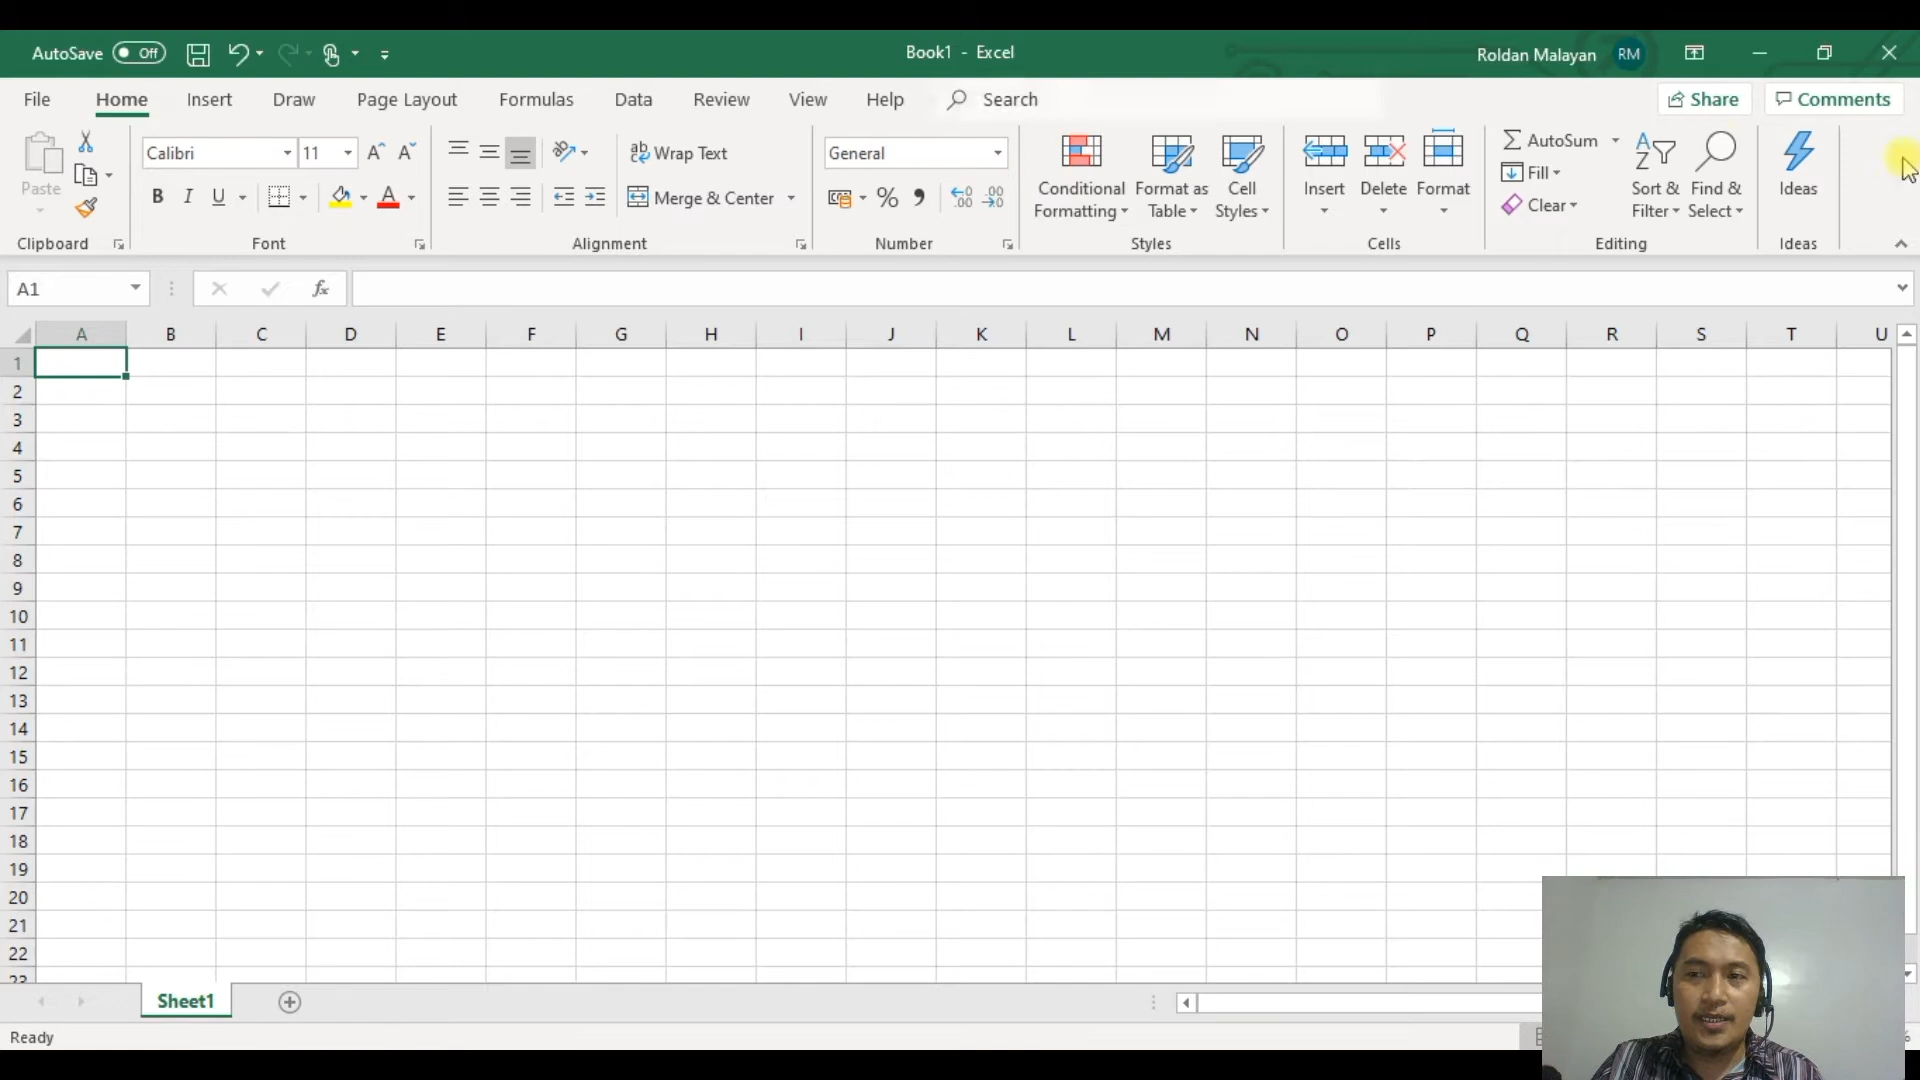 AutoSave Off Book1 - Excel Roldan Malayan RM
File Home Insert Draw Page Layout Formulas Data Review View Help Search Share Comments
Paste Calibri 11 Wrap Text General Conditional Formatting Format as Table Cell Styles Insert Delete Format AutoSum Fill Clear Sort & Filter Find & Select Ideas
B I U A Merge & Center %
Clipboard Font Alignment Number Styles Cells Editing Ideas
A1 fx
A B C D E F G H I J K L M N O P Q R S T U
1
2
3
4
5
6
7
8
9
10
11
12
13
14
15
16
17
18
19
20
21
22
23
Sheet1
Ready